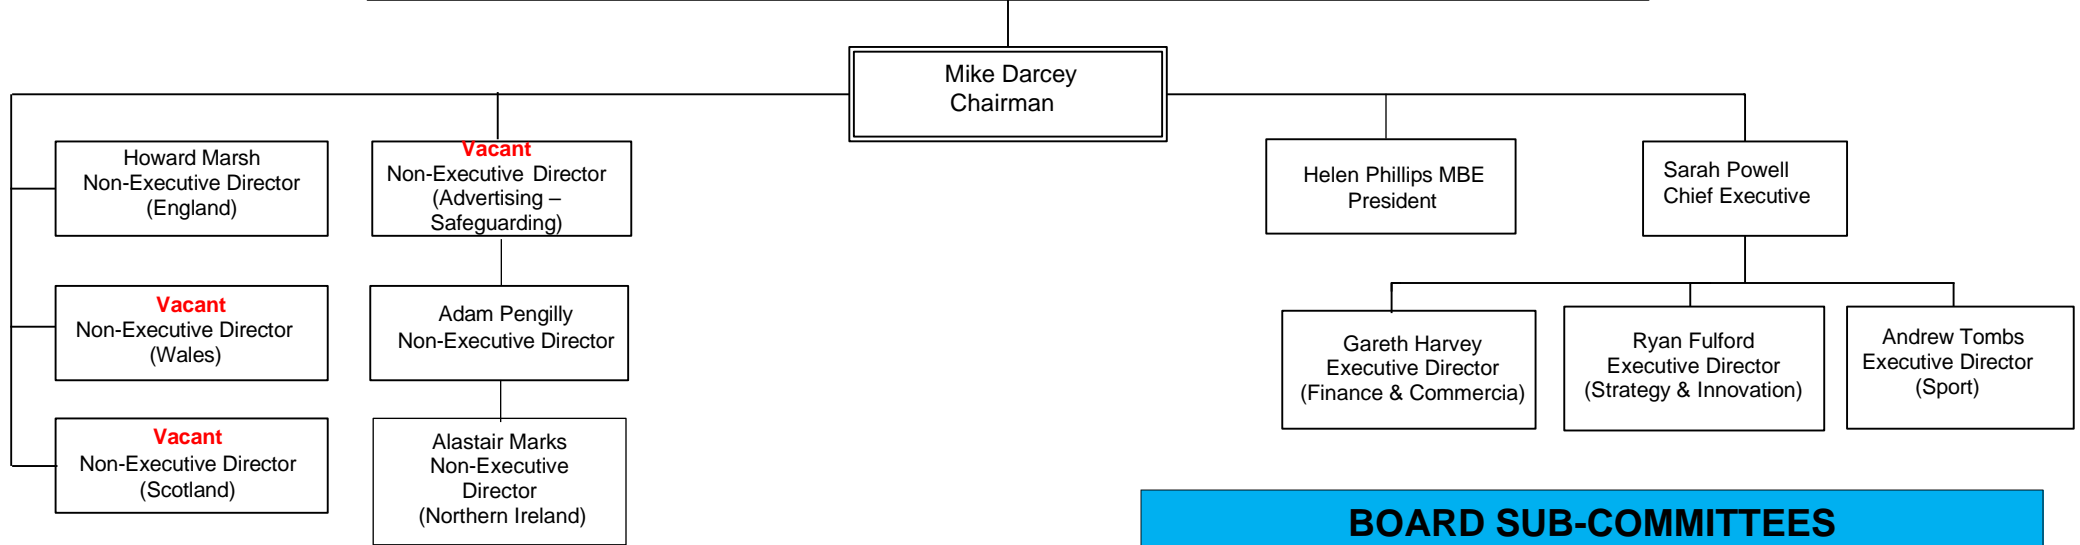 Mike Darcey
Chairman
Howard Marsh
Non-Executive Director
(England)
Vacant
Non-Executive Director
(Advertising –
Safeguarding)
Helen Phillips MBE
President
Sarah Powell
Chief Executive
Vacant
Non-Executive Director
(Wales)
Adam Pengilly
Non-Executive Director
Gareth Harvey
Executive Director
(Finance & Commercia)
Ryan Fulford
Executive Director
(Strategy & Innovation)
Andrew Tombs
Executive Director
(Sport)
Vacant
Non-Executive Director
(Scotland)
Alastair Marks
Non-Executive
Director
(Northern Ireland)
BOARD SUB-COMMITTEES